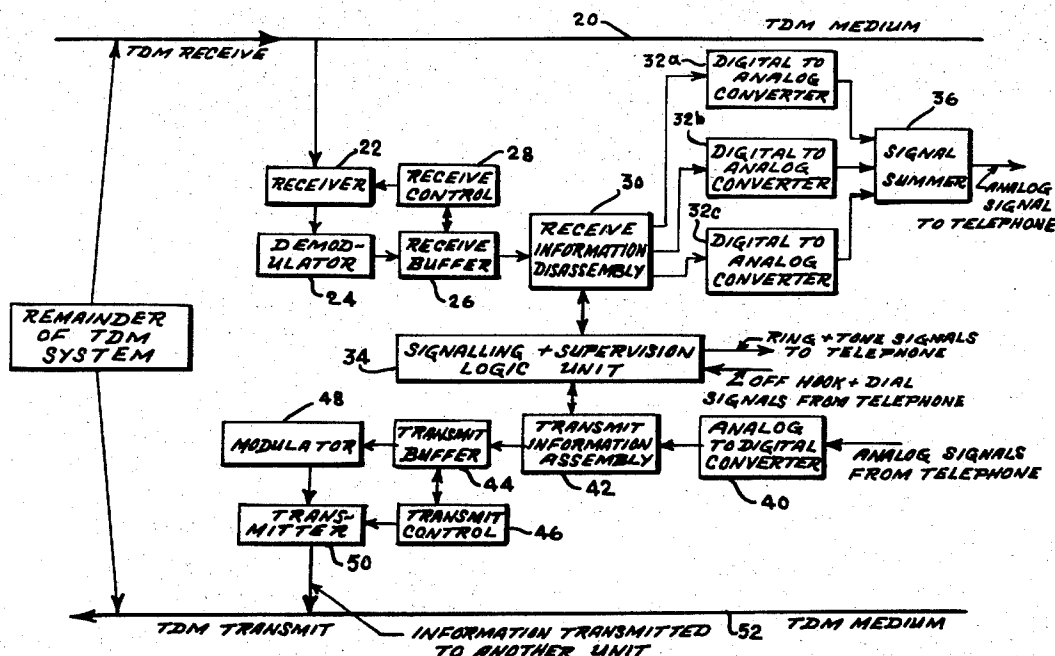 20
TDM MEDIUM
TDM RECEIVE
32a
DIGITAL TO
ANALOG
CONVERTER
36
SIGNAL
SUMMER
ANALOG
SIGNAL
TO TELEPHONE
32b
DIGITAL TO
ANALOG
CONVERTER
32c
DIGITAL TO
ANALOG
CONVERTER
22
RECEIVER
28
RECEIVE
CONTROL
30
RECEIVE
INFORMATION
DISASSEMBLY
DEMOD-
ULATOR
24
RECEIVE
BUFFER
26
REMAINDER
OF TDM
SYSTEM
34
SIGNALLING + SUPERVISION
LOGIC UNIT
RING + TONE SIGNALS
TO TELEPHONE
OFF HOOK + DIAL
SIGNALS FROM TELEPHONE
48
MODULATOR
TRANSMIT
BUFFER
44
TRANSMIT
INFORMATION
ASSEMBLY
42
ANALOG
TO DIGITAL
CONVERTER
40
ANALOG SIGNALS
FROM TELEPHONE
TRANS-
MITTER
50
TRANSMIT
CONTROL
46
TDM TRANSMIT
INFORMATION TRANSMITTED
TO ANOTHER UNIT
52
TDM MEDIUM